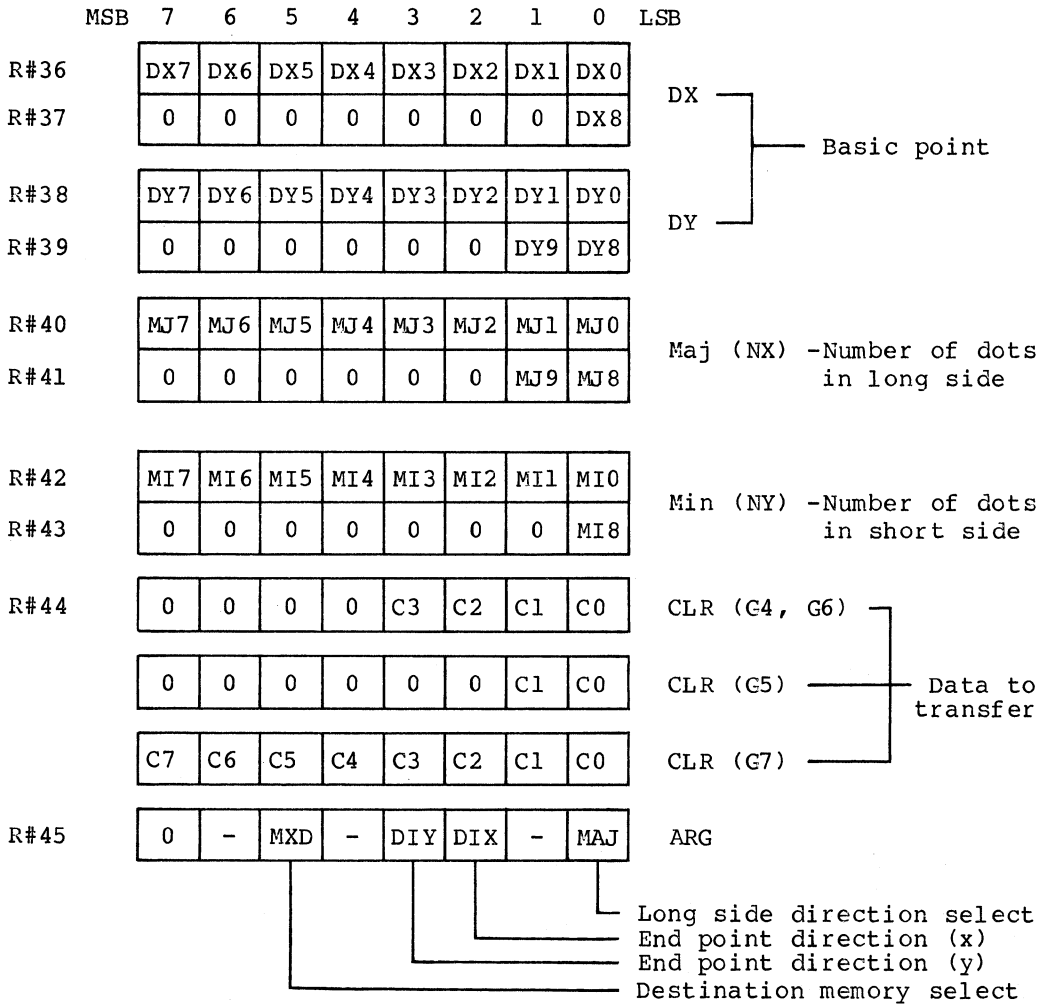 MSB 7 6 5 4 3 2 1 0 LSB
R#36 DX7 DX6 DX5 DX4 DX3 DX2 DX1 DX0
DX
R#37 0 0 0 0 0 0 0 DX8
Basic point
R#38 DY7 DY6 DY5 DY4 DY3 DY2 DY1 DY0
DY
R#39 0 0 0 0 0 0 DY9 DY8
R#40 MJ7 MJ6 MJ5 MJ4 MJ3 MJ2 MJ1 MJ0
Maj (NX) -Number of dots
R#41 0 0 0 0 0 0 MJ9 MJ8
in long side
R#42 MI7 MI6 MI5 MI4 MI3 MI2 MI1 MI0
Min (NY) -Number of dots
R#43 0 0 0 0 0 0 0 MI8
in short side
R#44 0 0 0 0 C3 C2 C1 C0 CLR (G4, G6)
0 0 0 0 0 0 C1 C0 CLR (G5) Data to
transfer
C7 C6 C5 C4 C3 C2 C1 C0 CLR (G7)
R#45 0 - MXD - DIY DIX - MAJ ARG
Long side direction select
End point direction (x)
End point direction (y)
Destination memory select